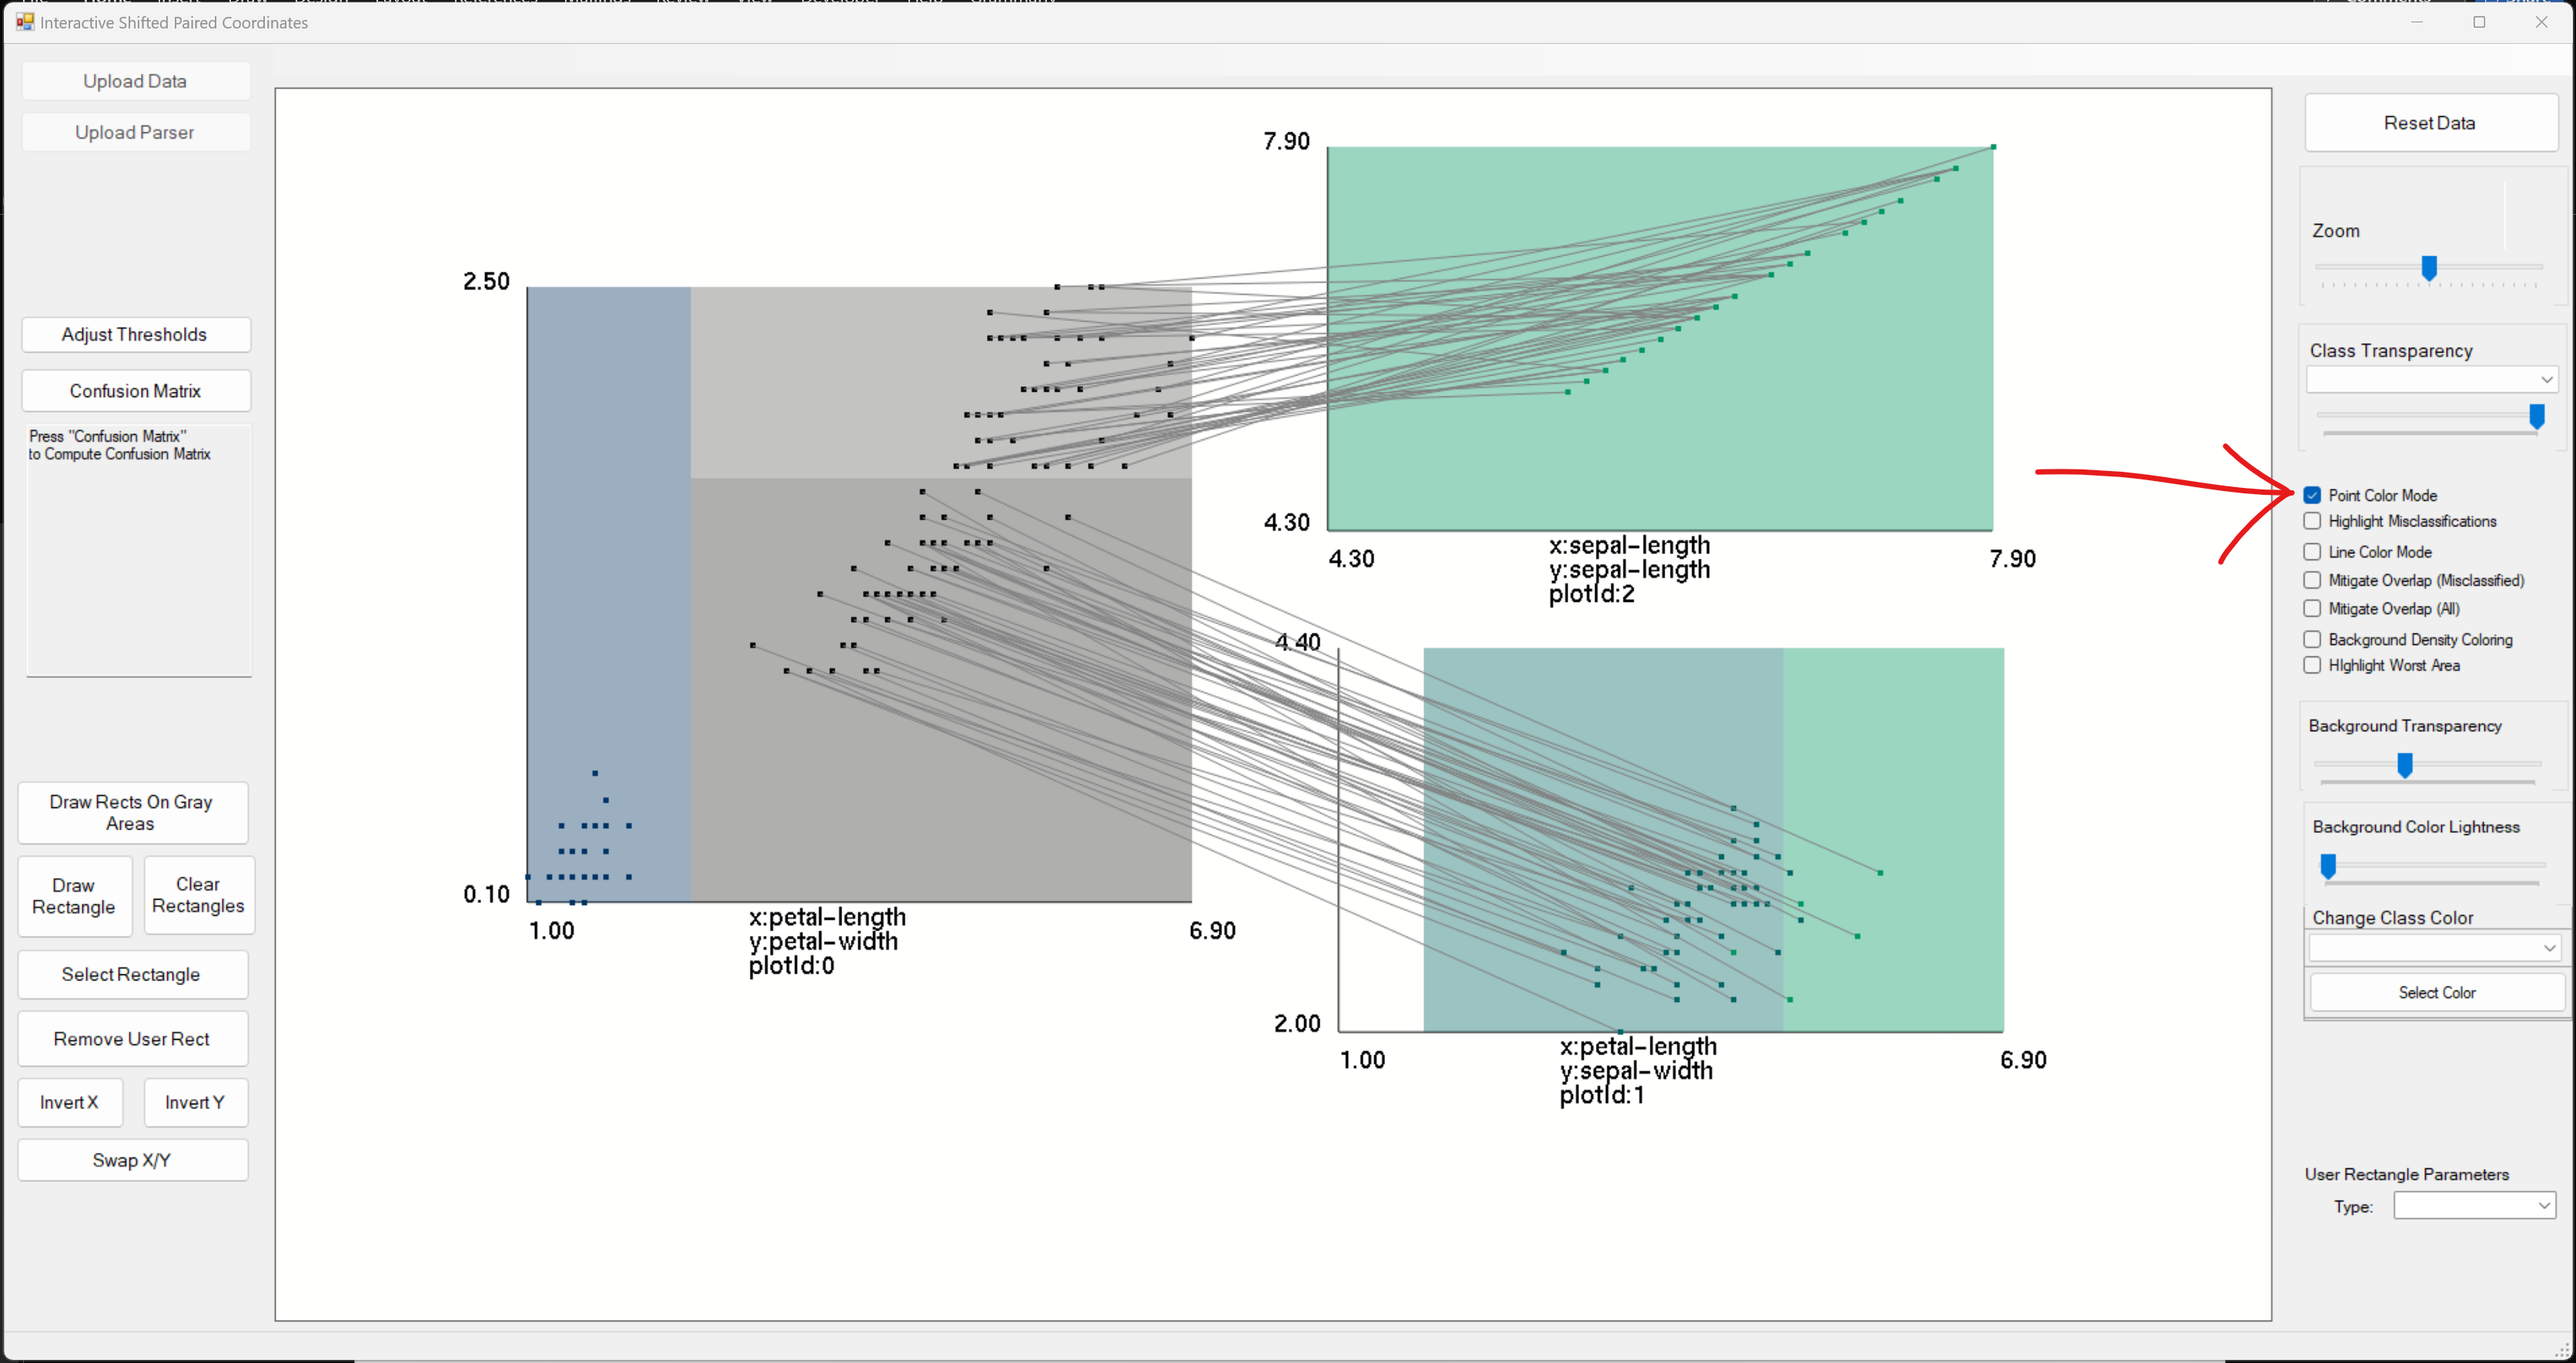 Interactive Shifted Paired Coordinates
Upload Data
Upload Parser
Adjust Thresholds
Confusion Matrix
Press "Confusion Matrix"
to Compute Confusion Matrix
Draw Rects On Gray
Areas
Draw
Rectangle
Clear
Rectangles
Select Rectangle
Remove User Rect
Invert X
Invert Y
Swap X/Y
2.50
0.10
1.00
6.90
x:petal-length
y:petal-width
plotId:0
7.90
4.30
4.30
7.90
x:sepal-length
y:sepal-length
plotId:2
4.40
2.00
1.00
6.90
x:petal-length
y:sepal-width
plotId:1
Reset Data
Zoom
Class Transparency
Point Color Mode
Highlight Misclassifications
Line Color Mode
Mitigate Overlap (Misclassified)
Mitigate Overlap (All)
Background Density Coloring
HIghlight Worst Area
Background Transparency
Background Color Lightness
Change Class Color
Select Color
User Rectangle Parameters
Type: